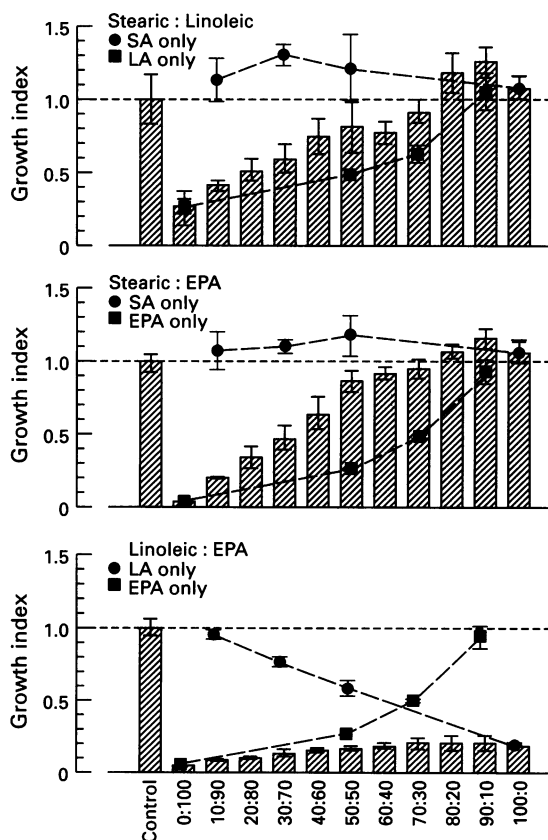 Stearic : Linoleic
SA only
LA only
Growth index
1.5
1.0
0.5
0
Stearic : EPA
SA only
EPA only
Growth index
1.5
1.0
0.5
0
Linoleic : EPA
LA only
EPA only
Growth index
1.5
1.0
0.5
0
Control
0:100
10:90
20:80
30:70
40:60
50:50
60:40
70:30
80:20
90:10
100:0